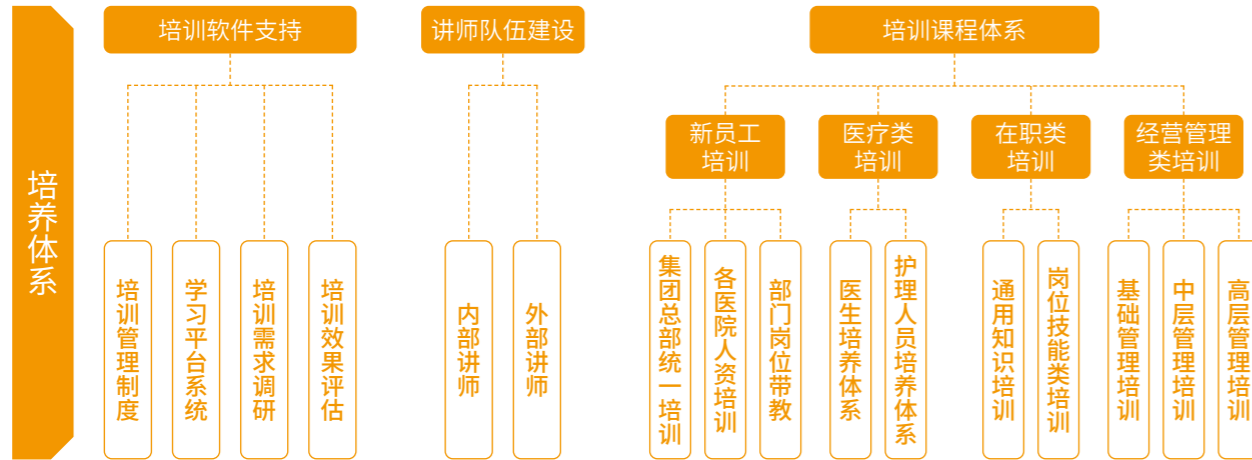 培养体系
培训软件支持
讲师队伍建设
培训课程体系
新员工
培训
医疗类
培训
在职类
培训
经营管理
类培训
培训管理制度
学习平台系统
培训需求调研
培训效果评估
内部讲师
外部讲师
集团总部统一培训
各医院人资培训
部门岗位带教
医生培养体系
护理人员培养体系
通用知识培训
岗位技能类培训
基础管理培训
中层管理培训
高层管理培训